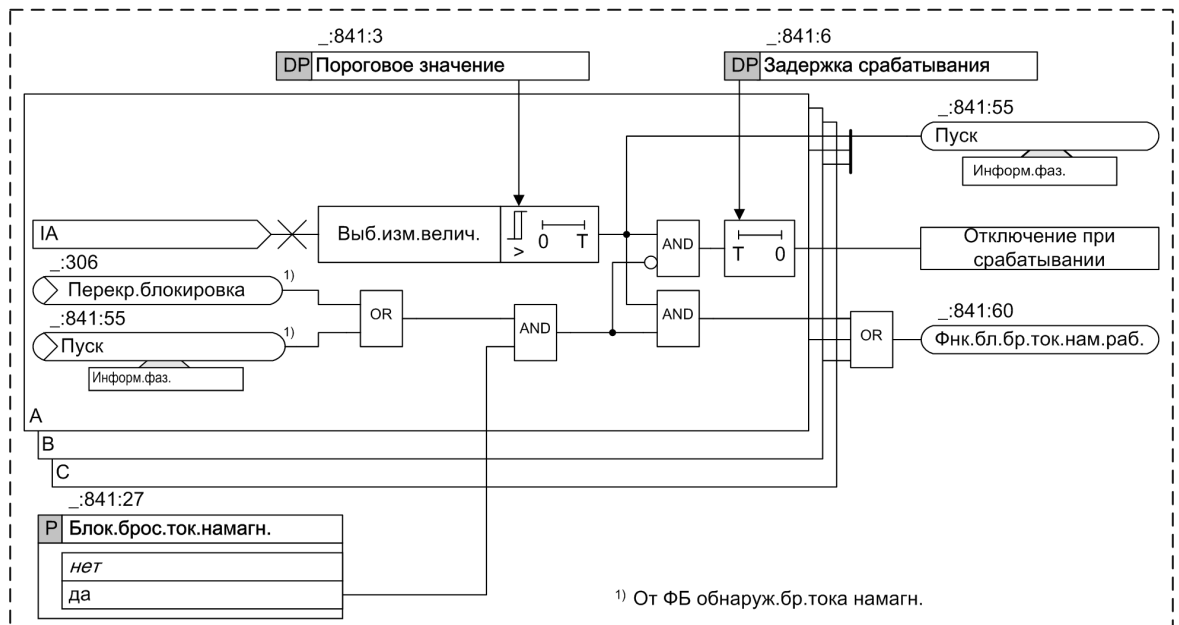 _:841:3
DP Пороговое значение
_:841:6
DP Задержка срабатывания
_:841:55
Пуск
Информ.фаз.
IA
Выб.изм.велич.
>
0 T
AND
T 0
Отключение при
срабатывании
_:306
Перекр.блокировка
1)
OR
AND
AND
_:841:55
Пуск
1)
Информ.фаз.
OR
_:841:60
Фнк.бл.бр.ток.нам.раб.
A
B
C
_:841:27
P Блок.брос.ток.намагн.
нет
да
1) От ФБ обнаруж.бр.тока намагн.